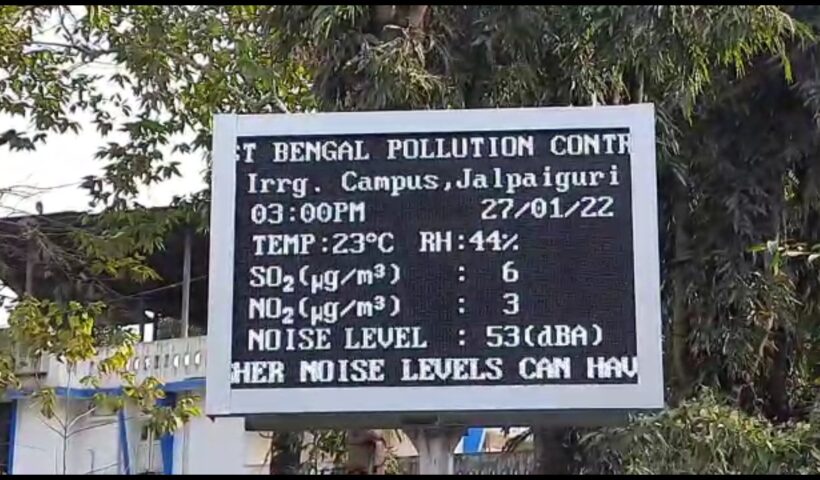 ST BENGAL POLLUTION CONTR
Irrg. Campus,Jalpaiguri
03:00PM 27/01/22
TEMP:23°C RH:44%
SO₂(µg/m³) : 6
NO₂(µg/m³) : 3
NOISE LEVEL : 53(dBA)
HER NOISE LEVELS CAN HAV